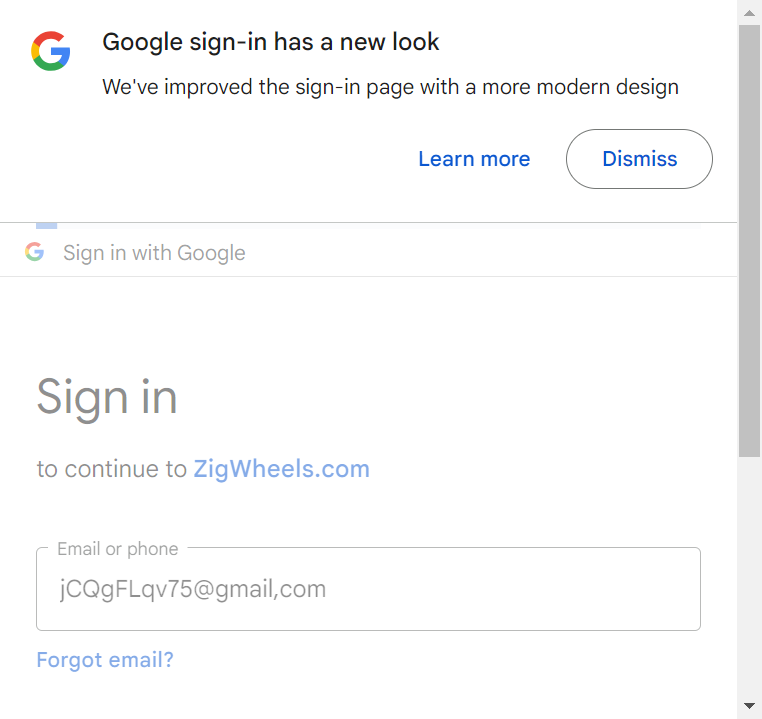 Google sign-in has a new look
We've improved the sign-in page with a more modern design
Learn more
Dismiss
Sign in with Google
Sign in
to continue to ZigWheels.com
Email or phone
jCQgFLqv75@gmail,com
Forgot email?